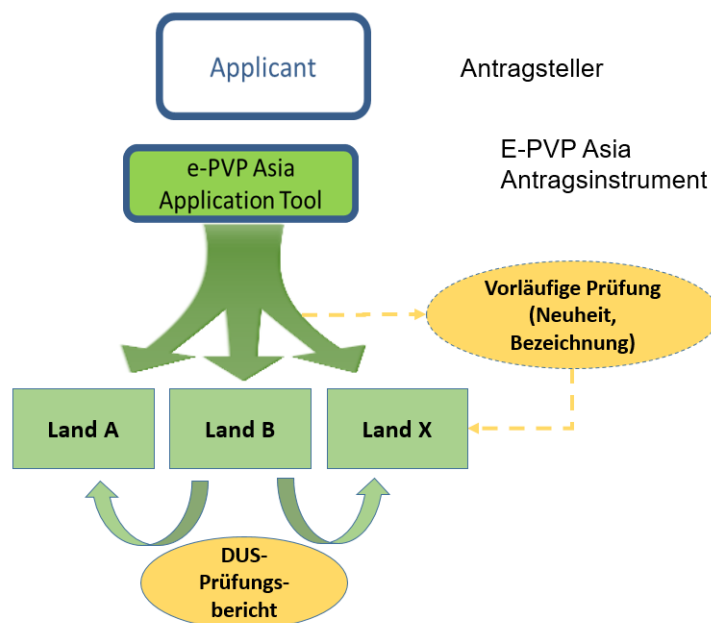 Applicant
Antragsteller
e-PVP Asia
Application Tool
E-PVP Asia
Antragsinstrument
Vorläufige Prüfung
(Neuheit,
Bezeichnung)
Land A
Land B
Land X
DUS-
Prüfungs-
bericht